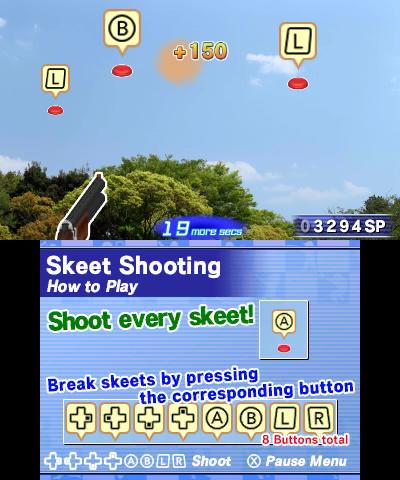 B
+150
L
L
19 more secs
03294SP
Skeet Shooting
How to Play
Shoot every skeet!
A
Break skeets by pressing
the corresponding button
A B L R
8 Buttons total
A B L R Shoot X Pause Menu